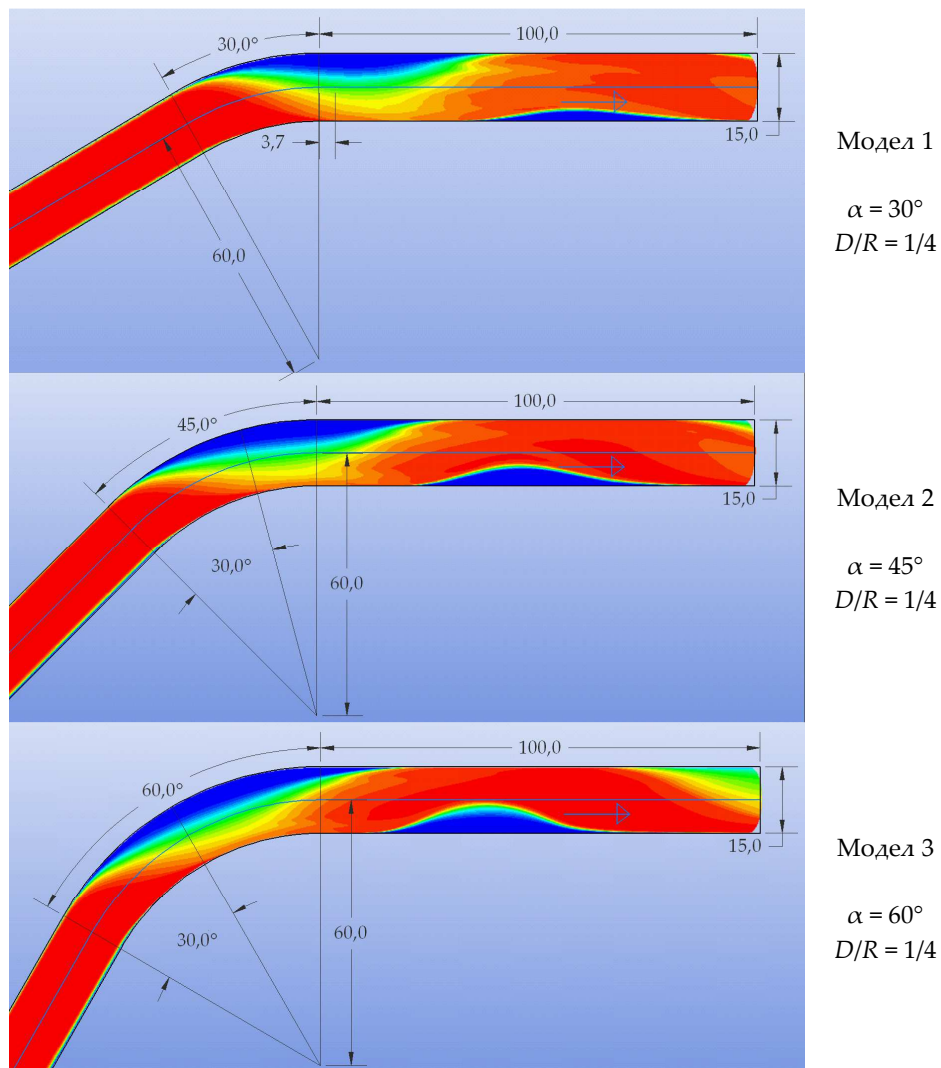 30,0°
100,0
3,7
15,0
60,0
Модел 1
α = 30°
D/R = 1/4
45,0°
100,0
15,0
30,0°
60,0
Модел 2
α = 45°
D/R = 1/4
60,0°
100,0
15,0
30,0°
60,0
Модел 3
α = 60°
D/R = 1/4